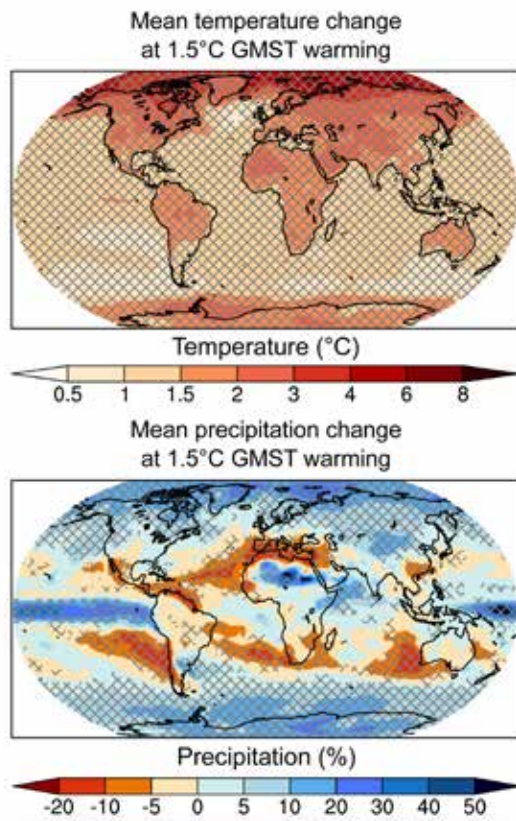 Mean temperature change
at 1.5°C GMST warming
Temperature (°C)
0.5 1 1.5 2 3 4 6 8
Mean precipitation change
at 1.5°C GMST warming
Precipitation (%)
-20 -10 -5 0 5 10 20 30 40 50